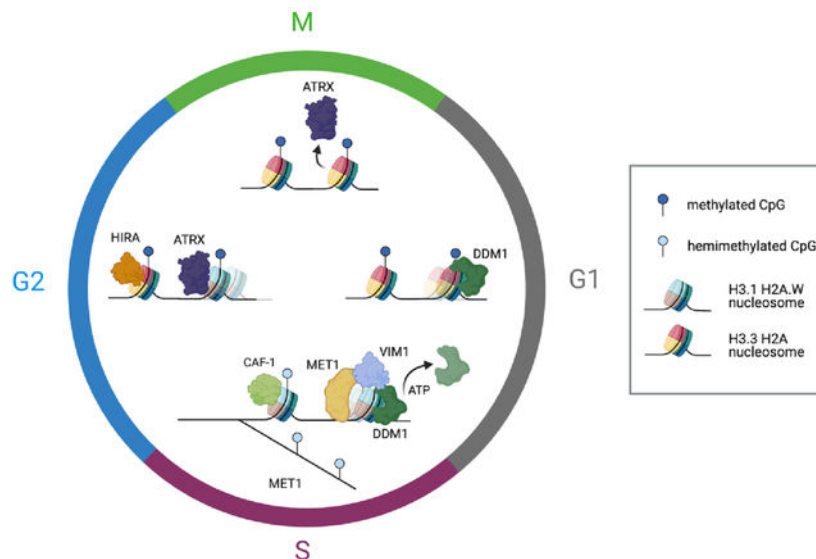 M
ATRX
HIRA
ATRX
DDM1
G2
G1
CAF-1
MET1
VIM1
ATP
DDM1
MET1
S
methylated CpG
hemimethylated CpG
H3.1 H2A.W
nucleosome
H3.3 H2A
nucleosome